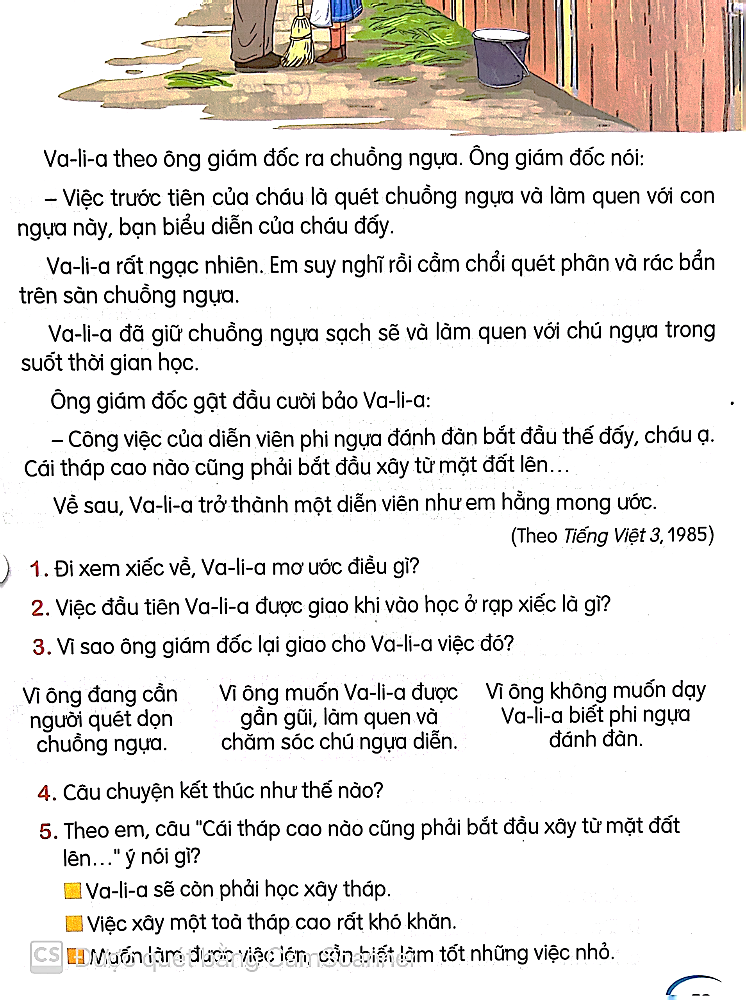 Va-li-a theo ông giám đốc ra chuồng ngựa. Ông giám đốc nói:
– Việc trước tiên của cháu là quét chuồng ngựa và làm quen với con
ngựa này, bạn biểu diễn của cháu đấy.
Va-li-a rất ngạc nhiên. Em suy nghĩ rồi cầm chổi quét phân và rác bẩn
trên sàn chuồng ngựa.
Va-li-a đã giữ chuồng ngựa sạch sẽ và làm quen với chú ngựa trong
suốt thời gian học.
Ông giám đốc gật đầu cười bảo Va-li-a:
– Công việc của diễn viên phi ngựa đánh đàn bắt đầu thế đấy, cháu ạ.
Cái tháp cao nào cũng phải bắt đầu xây từ mặt đất lên...
Về sau, Va-li-a trở thành một diễn viên như em hằng mong ước.
(Theo Tiếng Việt 3, 1985)
1. Đi xem xiếc về, Va-li-a mơ ước điều gì?
2. Việc đầu tiên Va-li-a được giao khi vào học ở rạp xiếc là gì?
3. Vì sao ông giám đốc lại giao cho Va-li-a việc đó?
Vì ông đang cần
người quét dọn
chuồng ngựa.
Vì ông muốn Va-li-a được
gần gũi, làm quen và
chăm sóc chú ngựa diễn.
Vì ông không muốn dạy
Va-li-a biết phi ngựa
đánh đàn.
4. Câu chuyện kết thúc như thế nào?
5. Theo em, câu "Cái tháp cao nào cũng phải bắt đầu xây từ mặt đất
lên..." ý nói gì?
Va-li-a sẽ còn phải học xây tháp.
Việc xây một toà tháp cao rất khó khăn.
Muốn làm được việc lớn, cần biết làm tốt những việc nhỏ.
CS Được quét bằng CamScanner